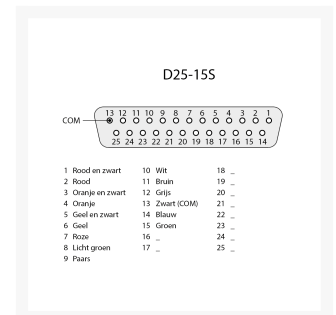 D25-15S
13 12 11 10 9 8 7 6 5 4 3 2 1
COM
25 24 23 22 21 20 19 18 17 16 15 14
1 Rood en zwart 10 Wit 18 _
2 Rood 11 Bruin 19 _
3 Oranje en zwart 12 Grijs 20 _
4 Oranje 13 Zwart (COM) 21 _
5 Geel en zwart 14 Blauw 22 _
6 Geel 15 Groen 23 _
7 Roze 16 _ 24 _
8 Licht groen 17 _ 25 _
9 Paars